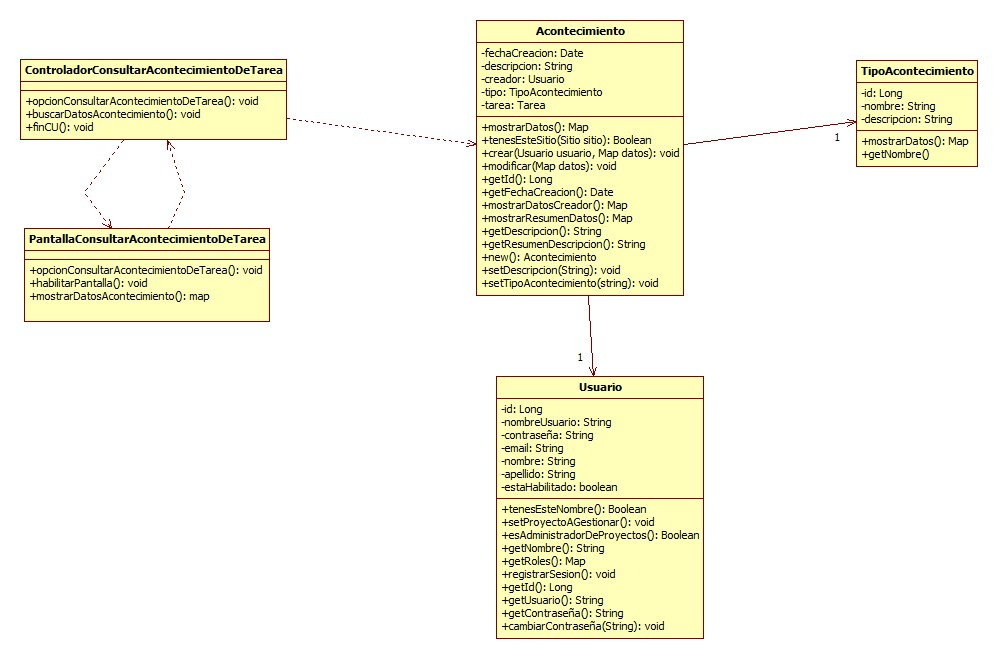 ControladorConsultarAcontecimientoDeTarea
+opcionConsultarAcontecimientoDeTarea(): void
+buscarDatosAcontecimiento(): void
+finCU(): void
PantallaConsultarAcontecimientoDeTarea
+opcionConsultarAcontecimientoDeTarea(): void
+habilitarPantalla(): void
+mostrarDatosAcontecimiento(): map
Acontecimiento
-fechaCreacion: Date
-descripcion: String
-creador: Usuario
-tipo: TipoAcontecimiento
-tarea: Tarea
+mostrarDatos(): Map
+tenesEsteSitio(Sitio sitio): Boolean
+crear(Usuario usuario, Map datos): void
+modificar(Map datos): void
+getId(): Long
+getFechaCreacion(): Date
+mostrarDatosCreador(): Map
+mostrarResumenDatos(): Map
+getDescripcion(): String
+getResumenDescripcion(): String
+new(): Acontecimiento
+setDescripcion(String): void
+setTipoAcontecimiento(string): void
1
TipoAcontecimiento
-id: Long
-nombre: String
-descripcion: String
+mostrarDatos(): Map
+getNombre()
1
Usuario
-id: Long
-nombreUsuario: String
-contraseña: String
-email: String
-nombre: String
-apellido: String
-estaHabilitado: boolean
+tenesEsteNombre(): Boolean
+setProyectoAGestionar(): void
+esAdministradorDeProyectos(): Boolean
+getNombre(): String
+getRoles(): Map
+registrarSesion(): void
+getId(): Long
+getUsuario(): String
+getContraseña(): String
+cambiarContraseña(String): void